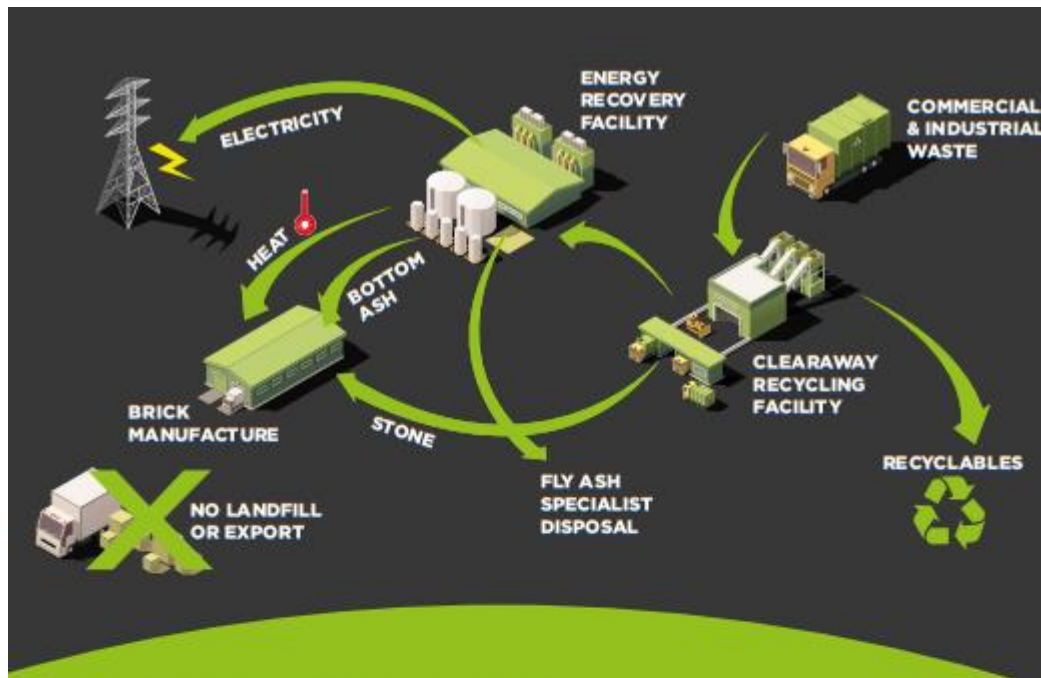 ENERGY
RECOVERY
FACILITY
COMMERCIAL
& INDUSTRIAL
WASTE
ELECTRICITY
HEAT
BOTTOM
ASH
CLEARAWAY
RECYCLING
FACILITY
BRICK
MANUFACTURE
STONE
RECYCLABLES
FLY ASH
SPECIALIST
DISPOSAL
NO LANDFILL
OR EXPORT